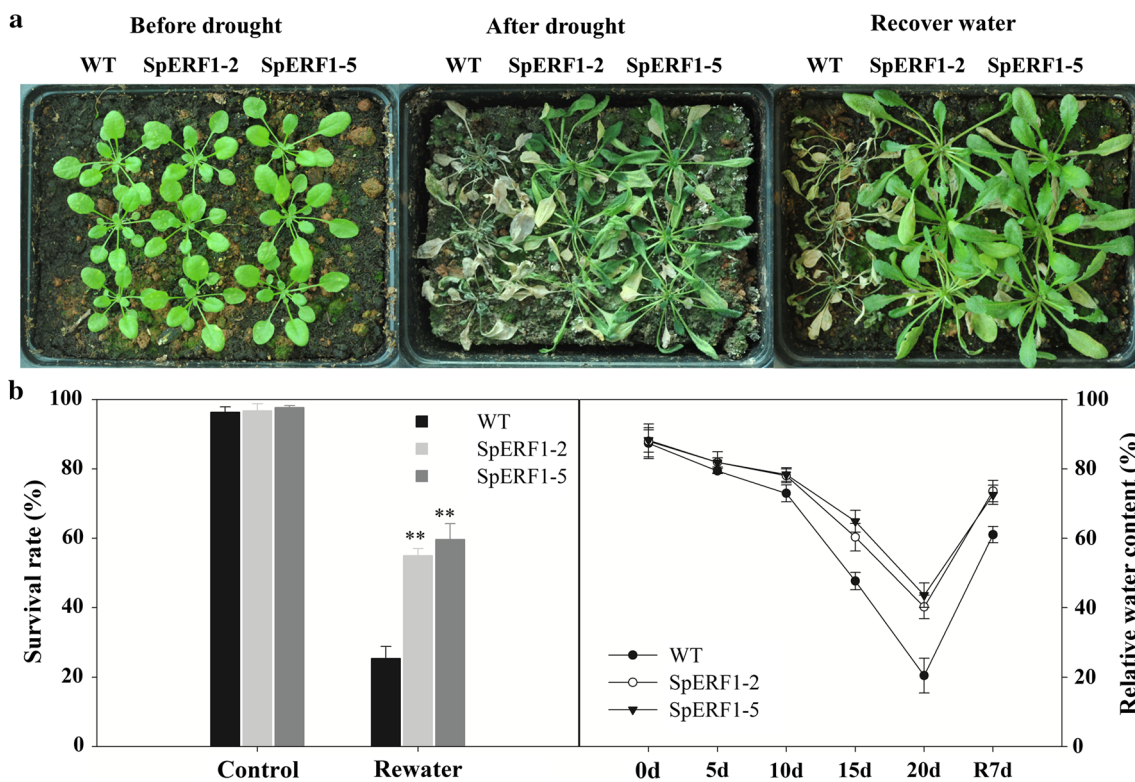 a
Before drought After drought Recover water
WT SpERF1-2 SpERF1-5 WT SpERF1-2 SpERF1-5 WT SpERF1-2 SpERF1-5
b
Survival rate (%)
100
80
60
40
20
0
WT
SpERF1-2
SpERF1-5
** **
Control Rewater
WT
SpERF1-2
SpERF1-5
0d 5d 10d 15d 20d R7d
100
80
60
40
20
0
Relative water content (%)